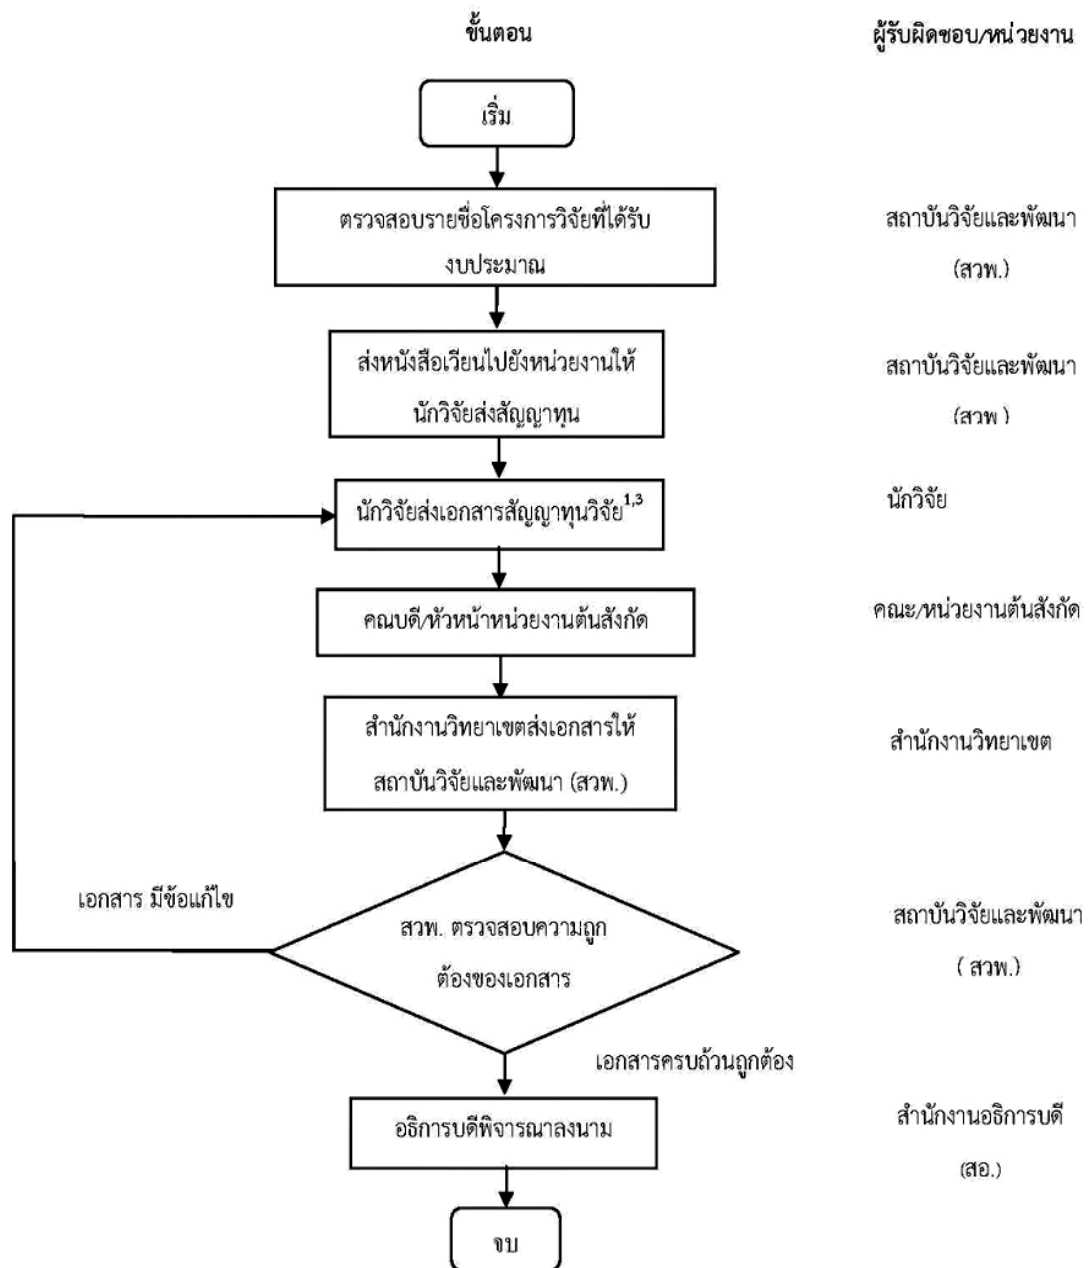 ขั้นตอน
ผู้รับผิดชอบ/หน่วยงาน
เริ่ม
ตรวจสอบรายชื่อโครงการวิจัยที่ได้รับ
งบประมาณ
สถาบันวิจัยและพัฒนา
(สวพ.)
ส่งหนังสือเวียนไปยังหน่วยงานให้
นักวิจัยส่งสัญญาทุน
สถาบันวิจัยและพัฒนา
(สวพ )
นักวิจัยส่งเอกสารสัญญาทุนวิจัย1,3
นักวิจัย
คณบดี/หัวหน้าหน่วยงานต้นสังกัด
คณะ/หน่วยงานต้นสังกัด
สำนักงานวิทยาเขตส่งเอกสารให้
สถาบันวิจัยและพัฒนา (สวพ.)
สำนักงานวิทยาเขต
เอกสาร มีข้อแก้ไข
สวพ. ตรวจสอบความถูก
ต้องของเอกสาร
สถาบันวิจัยและพัฒนา
( สวพ.)
เอกสารครบถ้วนถูกต้อง
อธิการบดีพิจารณาลงนาม
สำนักงานอธิการบดี
(สอ.)
จบ